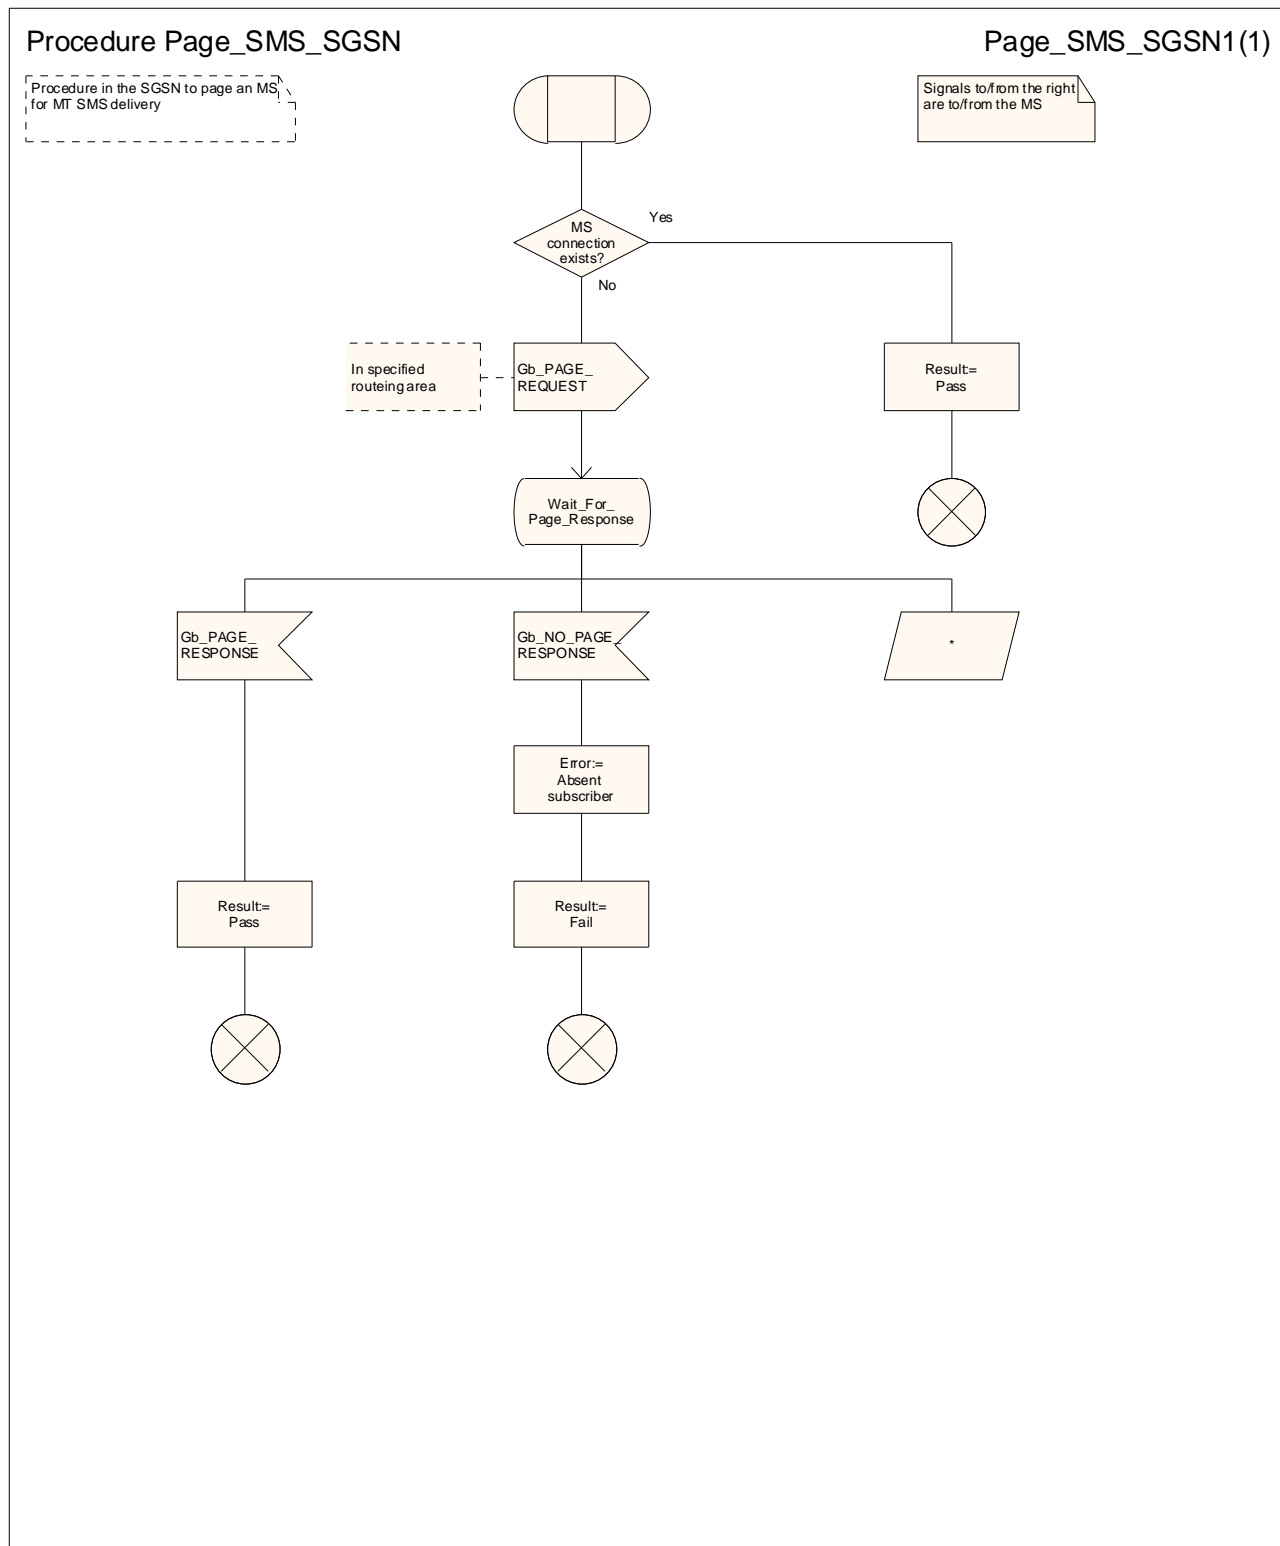 Procedure Page_SMS_SGSN
Page_SMS_SGSN1(1)
Procedure in the SGSN to page an MS
for MT SMS delivery
Signals to/from the right
are to/from the MS
MS
connection
exists?
Yes
No
In specified
routeing area
Gb_PAGE_
REQUEST
Result:=
Pass
Wait_For_
Page_Response
Gb_PAGE_
RESPONSE
Gb_NO_PAGE_
RESPONSE
*
Error:=
Absent
subscriber
Result:=
Pass
Result:=
Fail